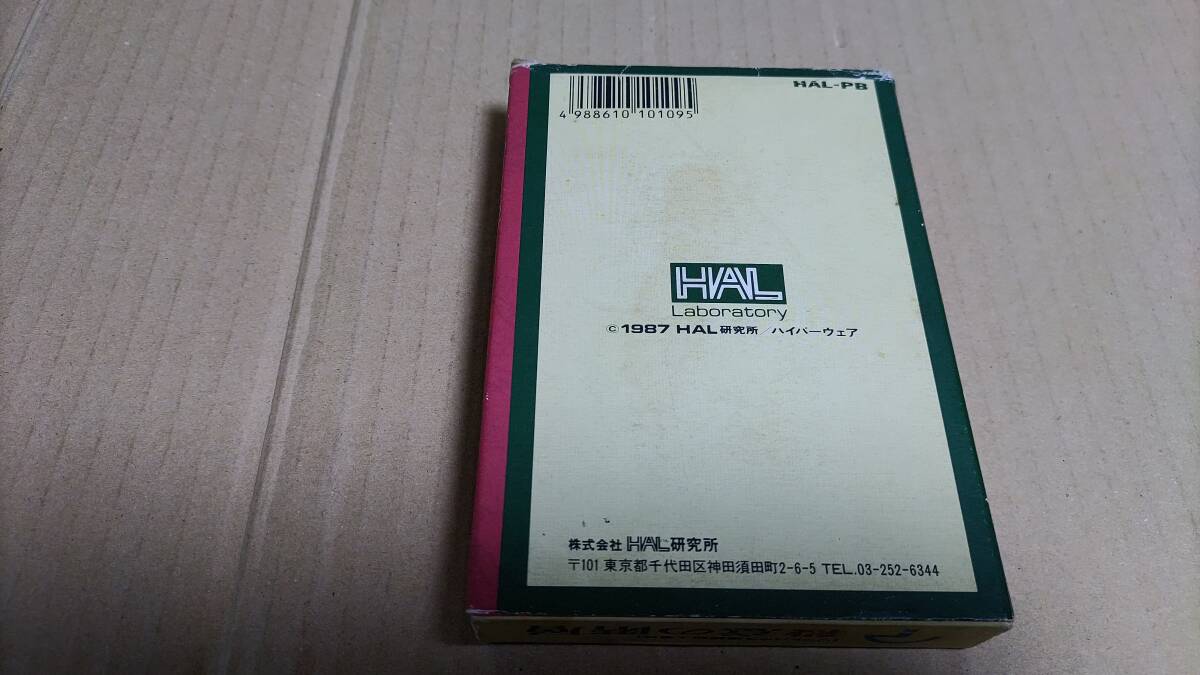 HAL-PB
4 988610 101095
HAL
Laboratory
© 1987 HAL研究所/ハイパーウェア
株式会社 HAL研究所
〒101 東京都千代田区神田須田町2-6-5 TEL.03-252-6344